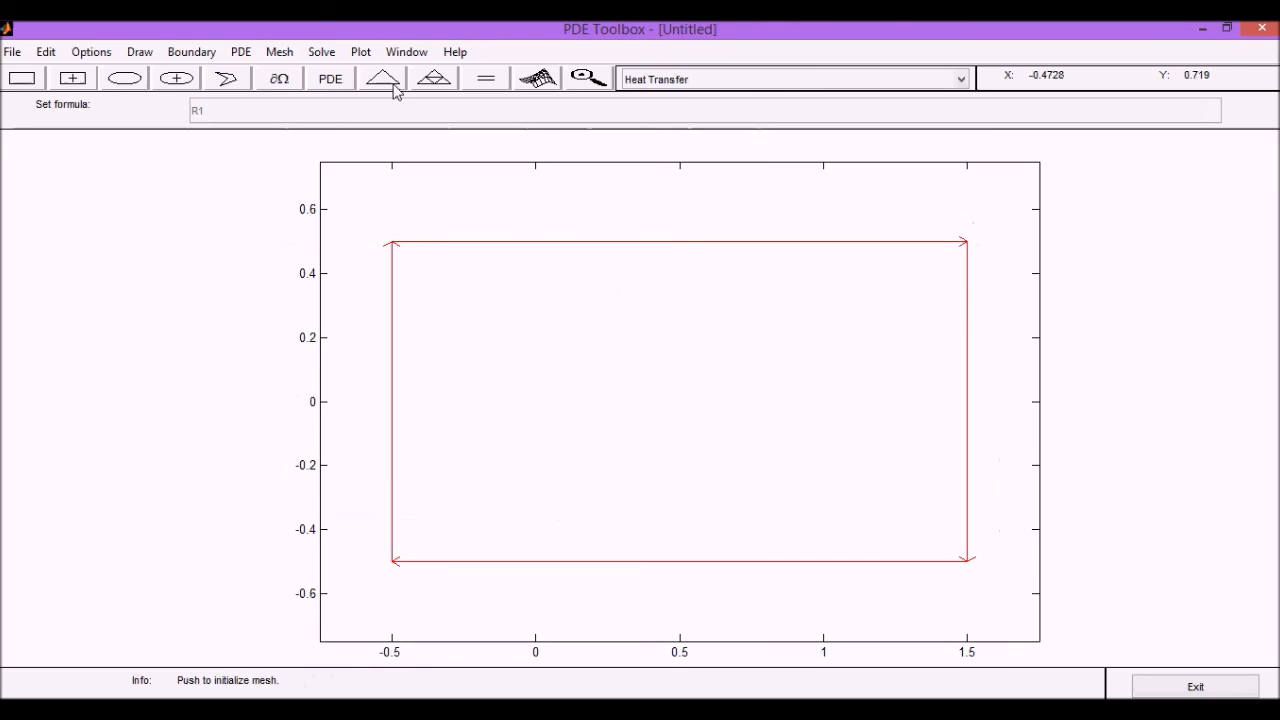 PDE Toolbox - [Untitled]
File Edit Options Draw Boundary PDE Mesh Solve Plot Window Help
∂Ω PDE = Heat Transfer X: -0.4728 Y: 0.719
Set formula: R1
0.6
0.4
0.2
0
-0.2
-0.4
-0.6
-0.5 0 0.5 1 1.5
Info: Push to initialize mesh. Exit